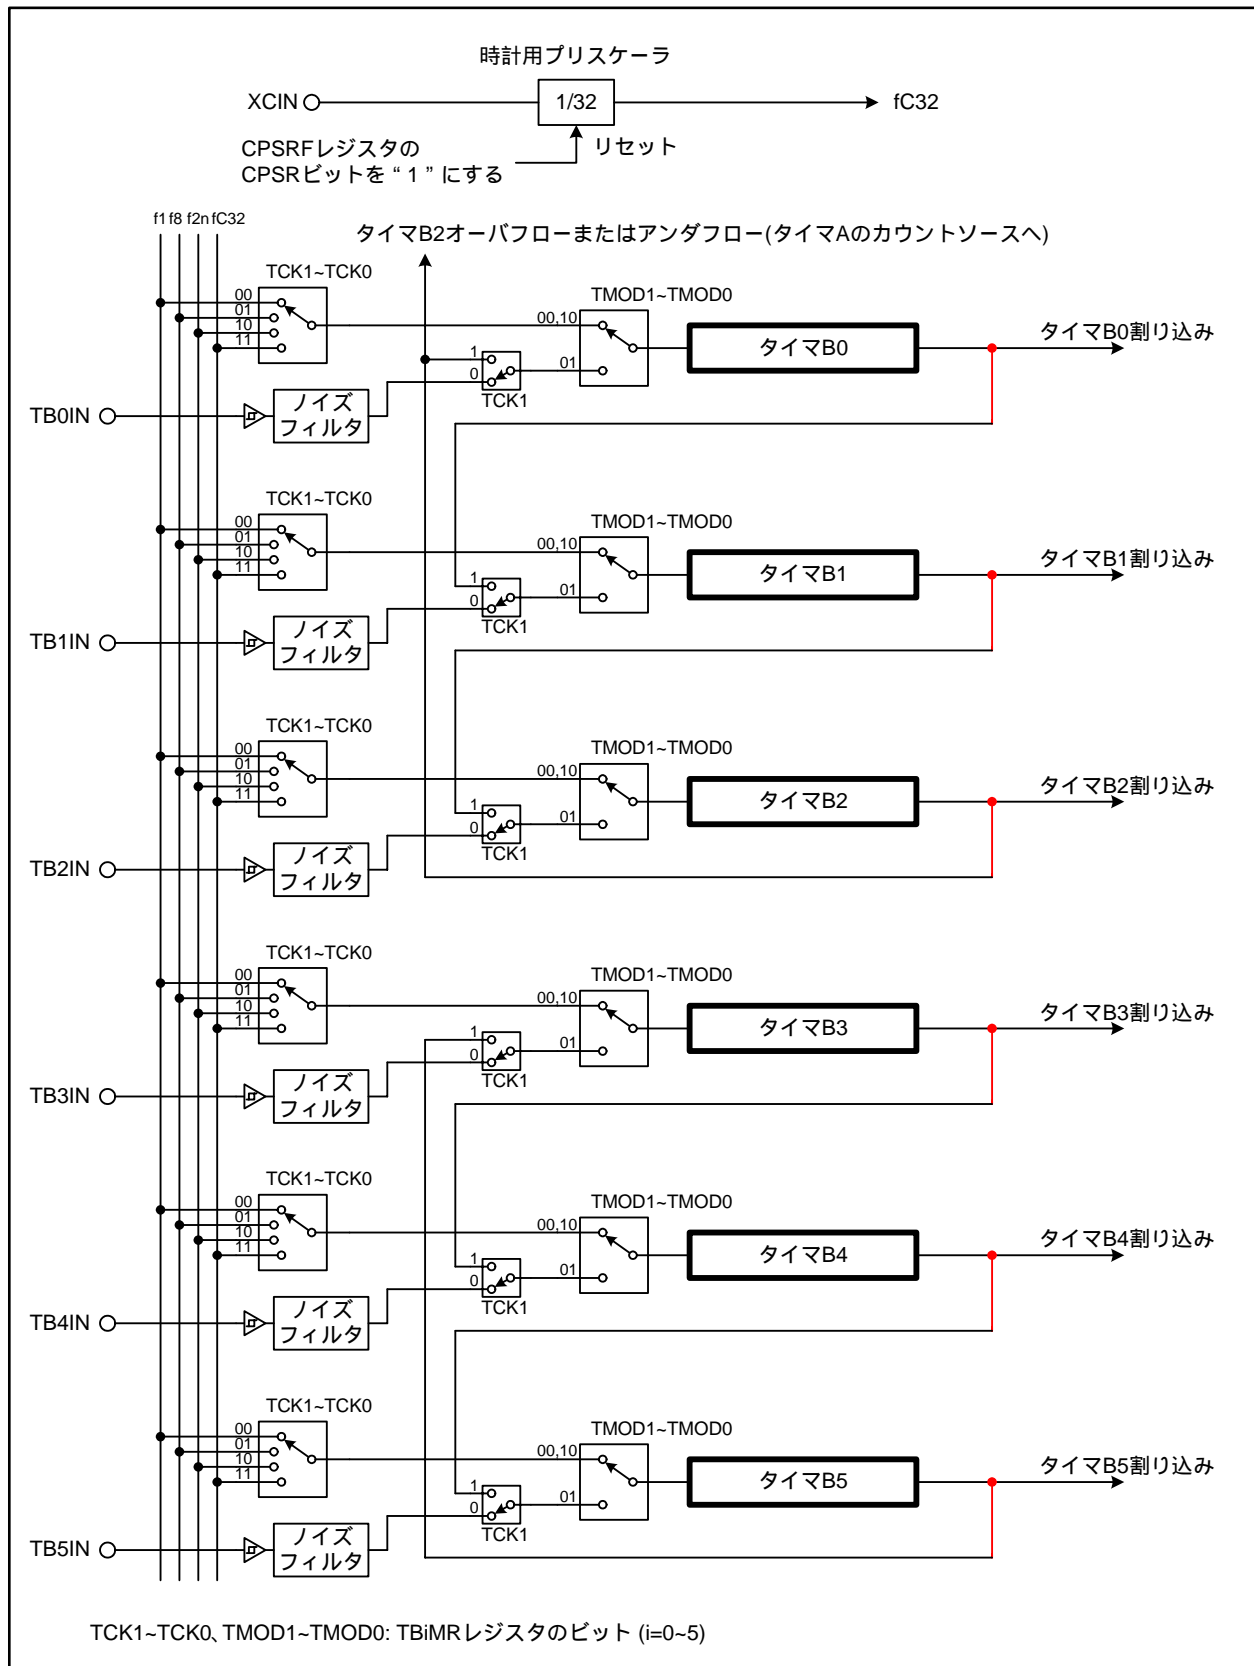 時計用プリスケーラ
XCIN
1/32
fC32
CPSRFレジスタの
CPSRビットを“1”にする
リセット
f1 f8 f2n fC32
タイマB2オーバフローまたはアンダフロー(タイマAのカウントソースへ)
TCK1~TCK0
00
01
10
11
TMOD1~TMOD0
00,10
01
1
0
TCK1
タイマB0
タイマB0割り込み
TB0IN
ノイズ
フィルタ
TCK1~TCK0
00
01
10
11
TMOD1~TMOD0
00,10
01
1
0
TCK1
タイマB1
タイマB1割り込み
TB1IN
ノイズ
フィルタ
TCK1~TCK0
00
01
10
11
TMOD1~TMOD0
00,10
01
1
0
TCK1
タイマB2
タイマB2割り込み
TB2IN
ノイズ
フィルタ
TCK1~TCK0
00
01
10
11
TMOD1~TMOD0
00,10
01
1
0
TCK1
タイマB3
タイマB3割り込み
TB3IN
ノイズ
フィルタ
TCK1~TCK0
00
01
10
11
TMOD1~TMOD0
00,10
01
1
0
TCK1
タイマB4
タイマB4割り込み
TB4IN
ノイズ
フィルタ
TCK1~TCK0
00
01
10
11
TMOD1~TMOD0
00,10
01
1
0
TCK1
タイマB5
タイマB5割り込み
TB5IN
ノイズ
フィルタ
TCK1~TCK0、TMOD1~TMOD0: TBiMRレジスタのビット (i=0~5)